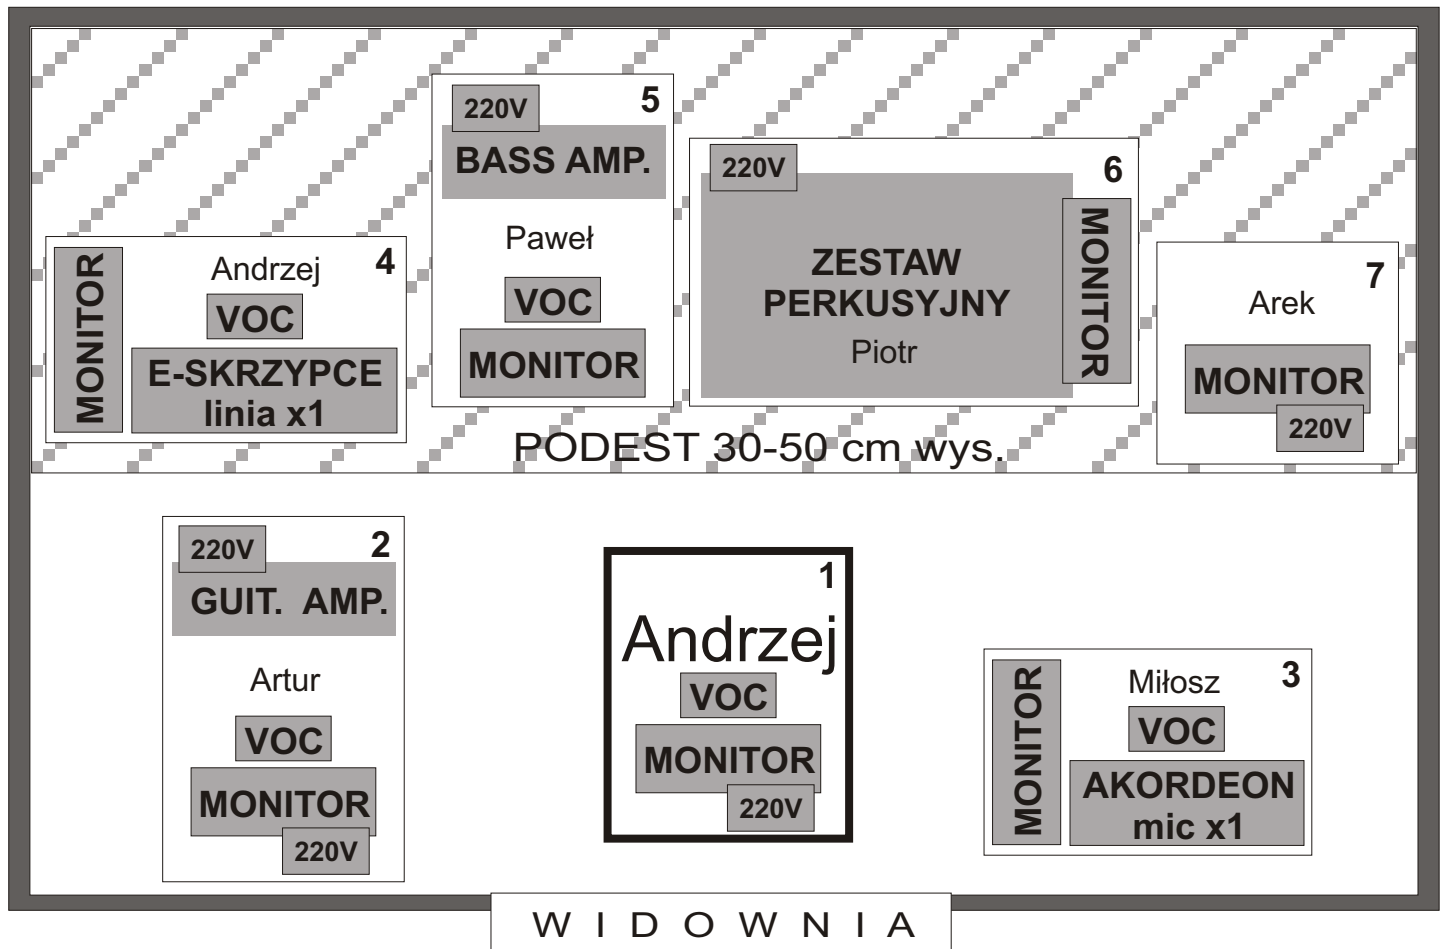 5
220V
BASS AMP.
Paweł
VOC
MONITOR
6
220V
ZESTAW
PERKUSYJNY
Piotr
MONITOR
4
MONITOR
Andrzej
VOC
E-SKRZYPCE
linia x1
7
Arek
MONITOR
220V
PODEST 30-50 cm wys.
2
220V
GUIT. AMP.
Artur
VOC
MONITOR
220V
1
Andrzej
VOC
MONITOR
220V
3
MONITOR
Miłosz
VOC
AKORDEON
mic x1
WIDOWNIA